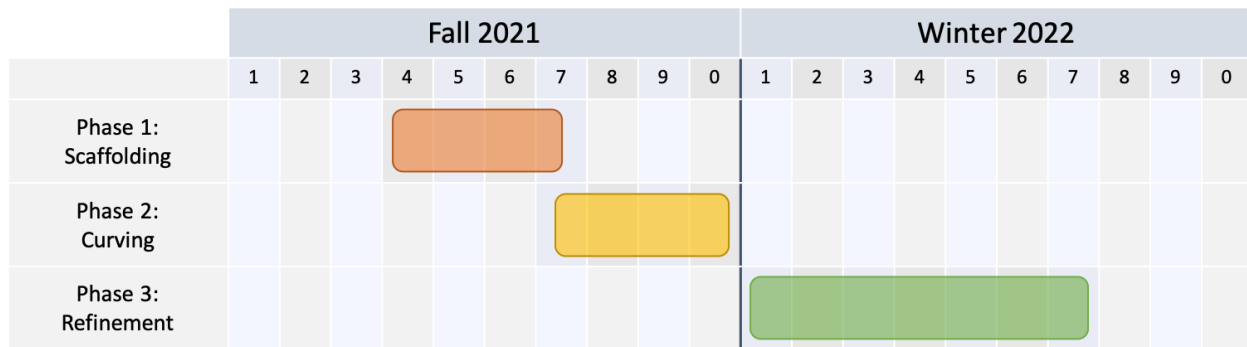 Fall 2021 Winter 2022
1 2 3 4 5 6 7 8 9 0 1 2 3 4 5 6 7 8 9 0
Phase 1:
Scaffolding
Phase 2:
Curving
Phase 3:
Refinement